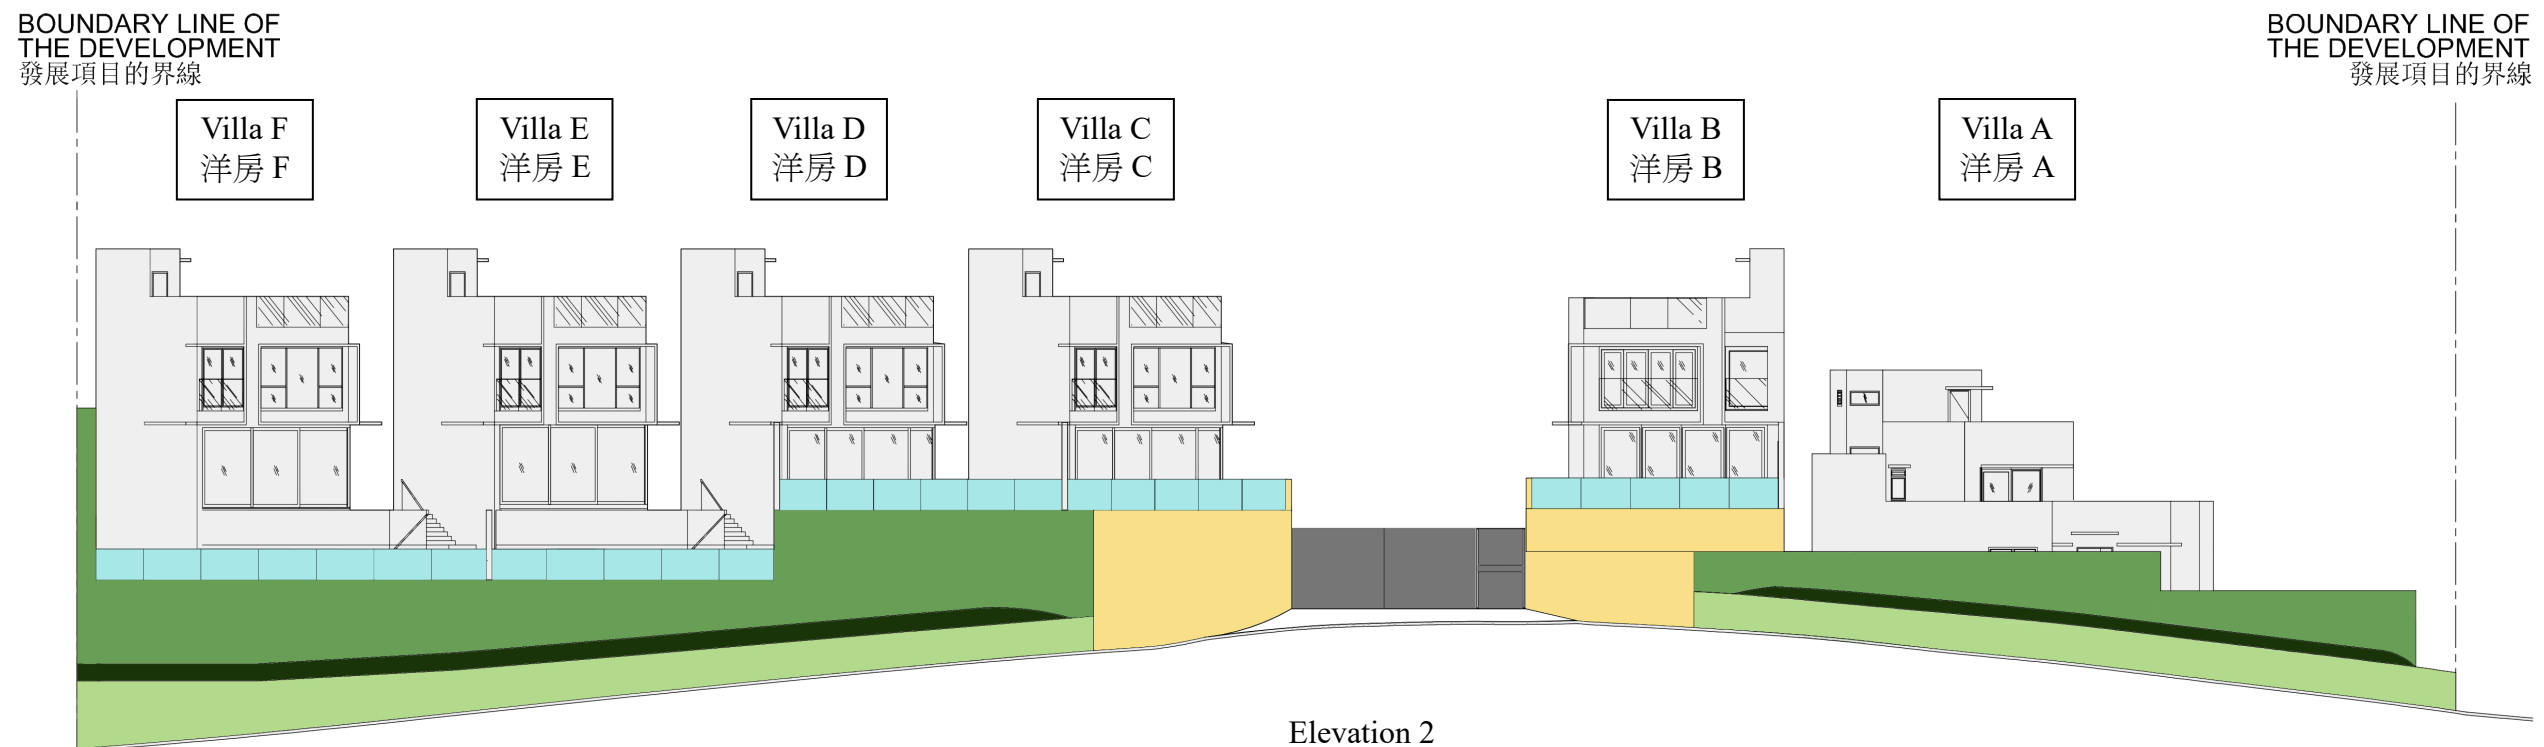 BOUNDARY LINE OF
THE DEVELOPMENT
發展項目的界線
BOUNDARY LINE OF
THE DEVELOPMENT
發展項目的界線
Villa F
洋房 F
Villa E
洋房 E
Villa D
洋房 D
Villa C
洋房 C
Villa B
洋房 B
Villa A
洋房 A
Elevation 2